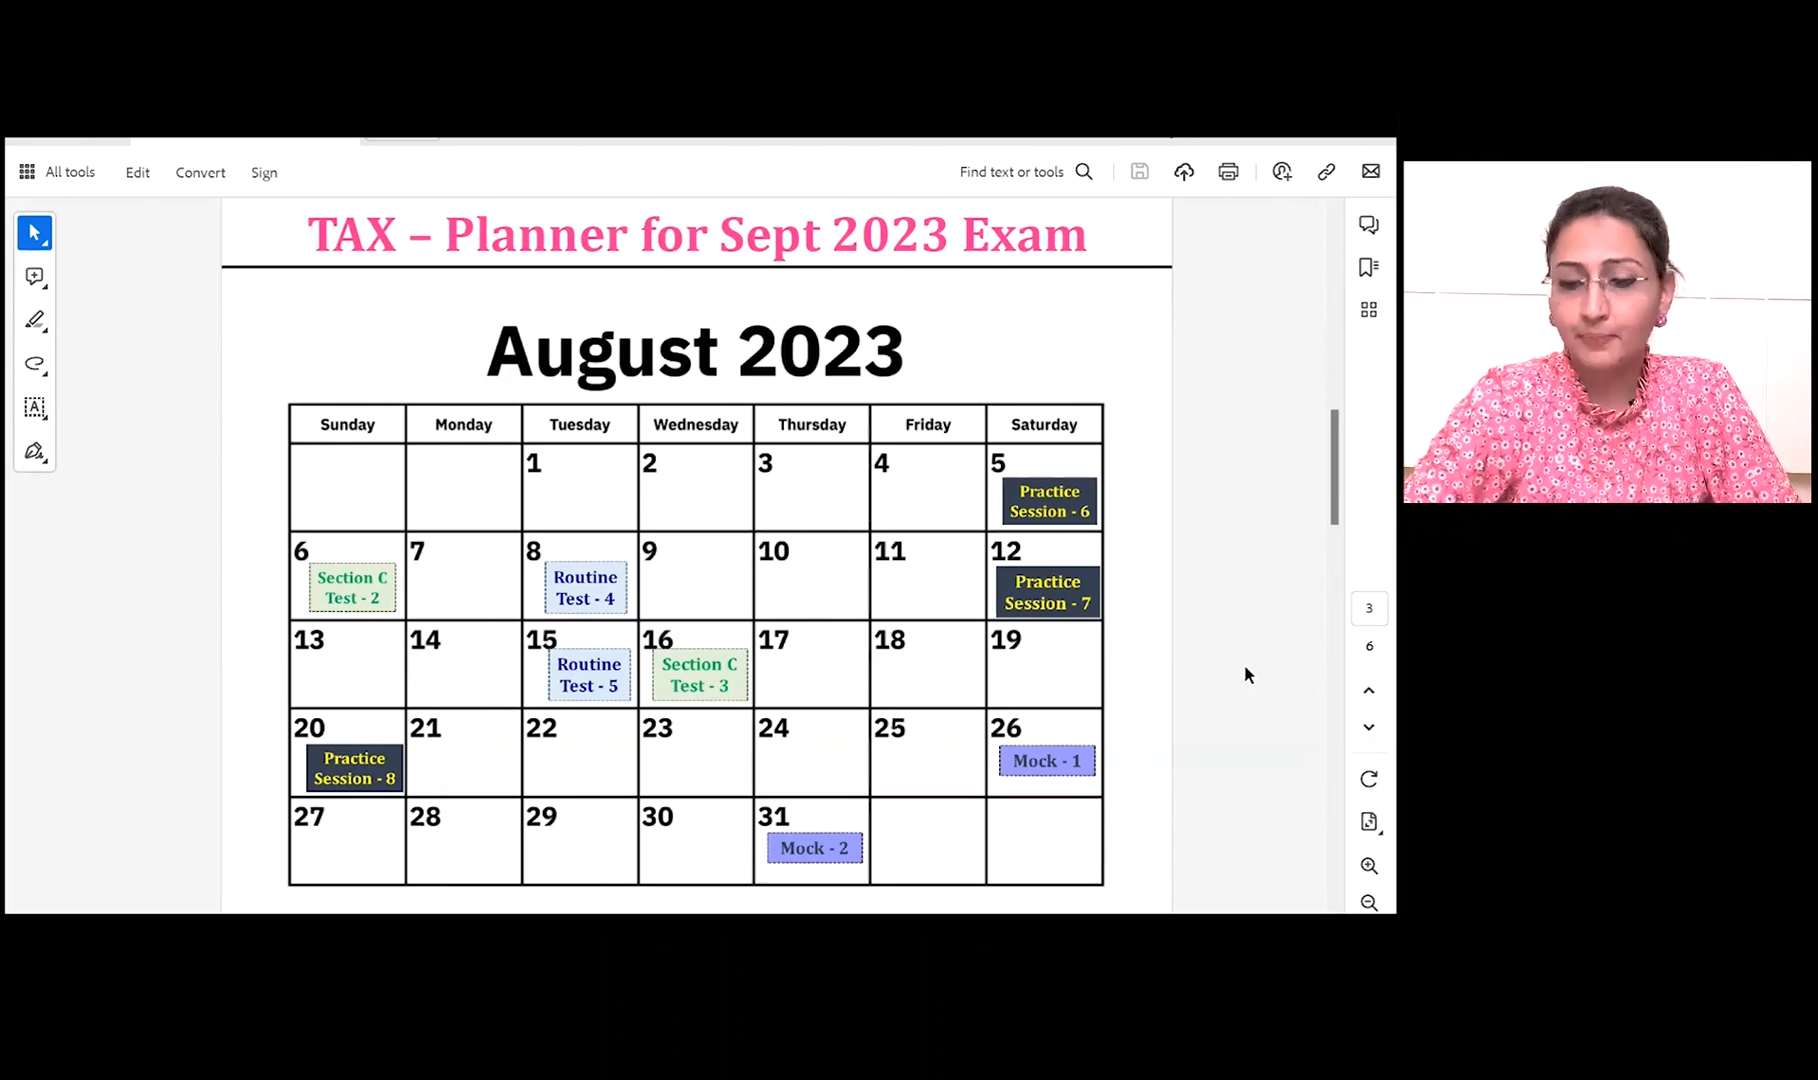 All tools Edit Convert Sign Find text or tools
TAX – Planner for Sept 2023 Exam
August 2023
Sunday Monday Tuesday Wednesday Thursday Friday Saturday
1 2 3 4 5
Practice
Session - 6
6 7 8 9 10 11 12
Section C
Test - 2
Routine
Test - 4
Practice
Session - 7
13 14 15 16 17 18 19
Routine
Test - 5
Section C
Test - 3
20 21 22 23 24 25 26
Practice
Session - 8
Mock - 1
27 28 29 30 31
Mock - 2
3
6